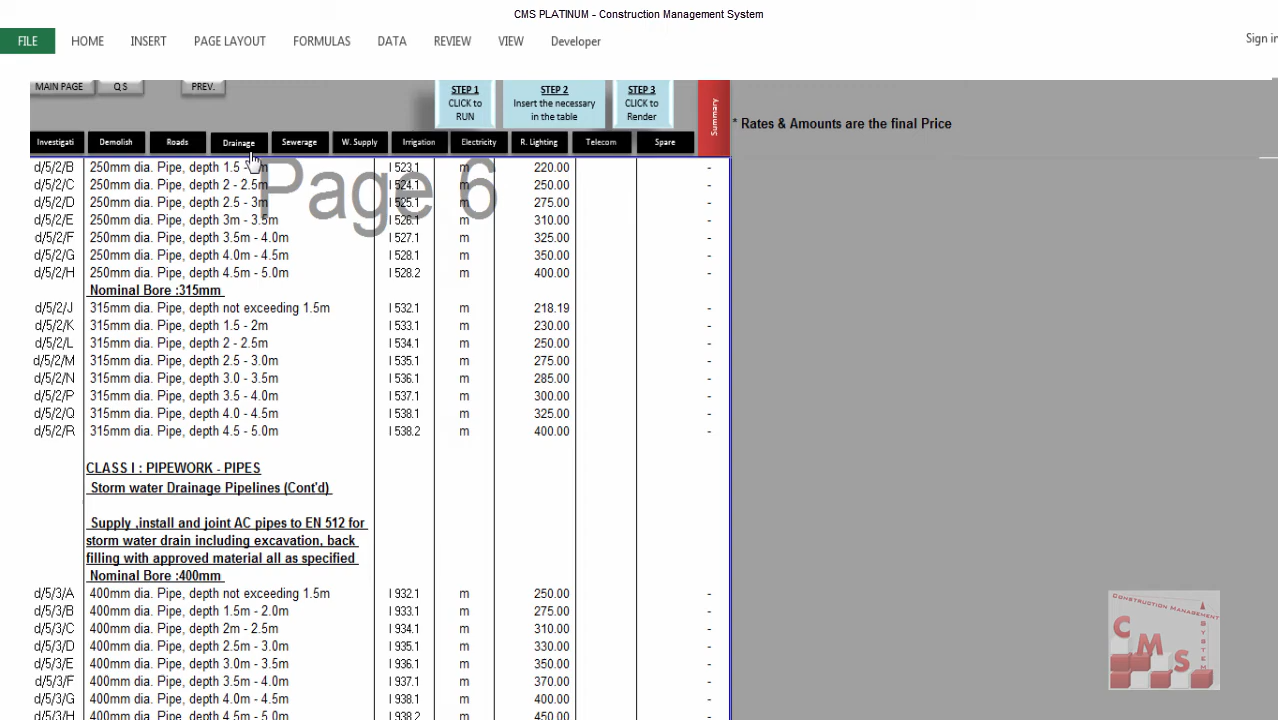 CMS PLATINUM - Construction Management System
FILE HOME INSERT PAGE LAYOUT FORMULAS DATA REVIEW VIEW Developer Sign in
MAIN PAGE Q S PREV. STEP 1 CLICK to RUN STEP 2 Insert the necessary in the table STEP 3 CLICK to Render Summary
* Rates & Amounts are the final Price
Investigati Demolish Roads Drainage Sewerage W. Supply Irrigation Electricity R. Lighting Telecom Spare
Page 6
d/5/2/B 250mm dia. Pipe, depth 1.5 - m I 523.1 m 220.00 -
d/5/2/C 250mm dia. Pipe, depth 2 - 2.5m I 524.1 m 250.00 -
d/5/2/D 250mm dia. Pipe, depth 2.5 - 3m I 525.1 m 275.00 -
d/5/2/E 250mm dia. Pipe, depth 3m - 3.5m I 526.1 m 310.00 -
d/5/2/F 250mm dia. Pipe, depth 3.5m - 4.0m I 527.1 m 325.00 -
d/5/2/G 250mm dia. Pipe, depth 4.0m - 4.5m I 528.1 m 350.00 -
d/5/2/H 250mm dia. Pipe, depth 4.5m - 5.0m I 528.2 m 400.00 -
Nominal Bore :315mm
d/5/2/J 315mm dia. Pipe, depth not exceeding 1.5m I 532.1 m 218.19 -
d/5/2/K 315mm dia. Pipe, depth 1.5 - 2m I 533.1 m 230.00 -
d/5/2/L 315mm dia. Pipe, depth 2 - 2.5m I 534.1 m 250.00 -
d/5/2/M 315mm dia. Pipe, depth 2.5 - 3.0m I 535.1 m 275.00 -
d/5/2/N 315mm dia. Pipe, depth 3.0 - 3.5m I 536.1 m 285.00 -
d/5/2/P 315mm dia. Pipe, depth 3.5 - 4.0m I 537.1 m 300.00 -
d/5/2/Q 315mm dia. Pipe, depth 4.0 - 4.5m I 538.1 m 325.00 -
d/5/2/R 315mm dia. Pipe, depth 4.5 - 5.0m I 538.2 m 400.00 -
CLASS I : PIPEWORK - PIPES
Storm water Drainage Pipelines (Cont'd)
Supply ,install and joint AC pipes to EN 512 for
storm water drain including excavation, back
filling with approved material all as specified
Nominal Bore :400mm
d/5/3/A 400mm dia. Pipe, depth not exceeding 1.5m I 932.1 m 250.00 -
d/5/3/B 400mm dia. Pipe, depth 1.5m - 2.0m I 933.1 m 275.00 -
d/5/3/C 400mm dia. Pipe, depth 2m - 2.5m I 934.1 m 310.00 -
d/5/3/D 400mm dia. Pipe, depth 2.5m - 3.0m I 935.1 m 330.00 -
d/5/3/E 400mm dia. Pipe, depth 3.0m - 3.5m I 936.1 m 350.00 -
d/5/3/F 400mm dia. Pipe, depth 3.5m - 4.0m I 937.1 m 370.00 -
d/5/3/G 400mm dia. Pipe, depth 4.0m - 4.5m I 938.1 m 400.00 -
d/5/3/H 400mm dia. Pipe, depth 4.5m - 5.0m I 938.2 m 450.00 -
CONSTRUCTION MANAGEMENT
SYSTEM
C M S